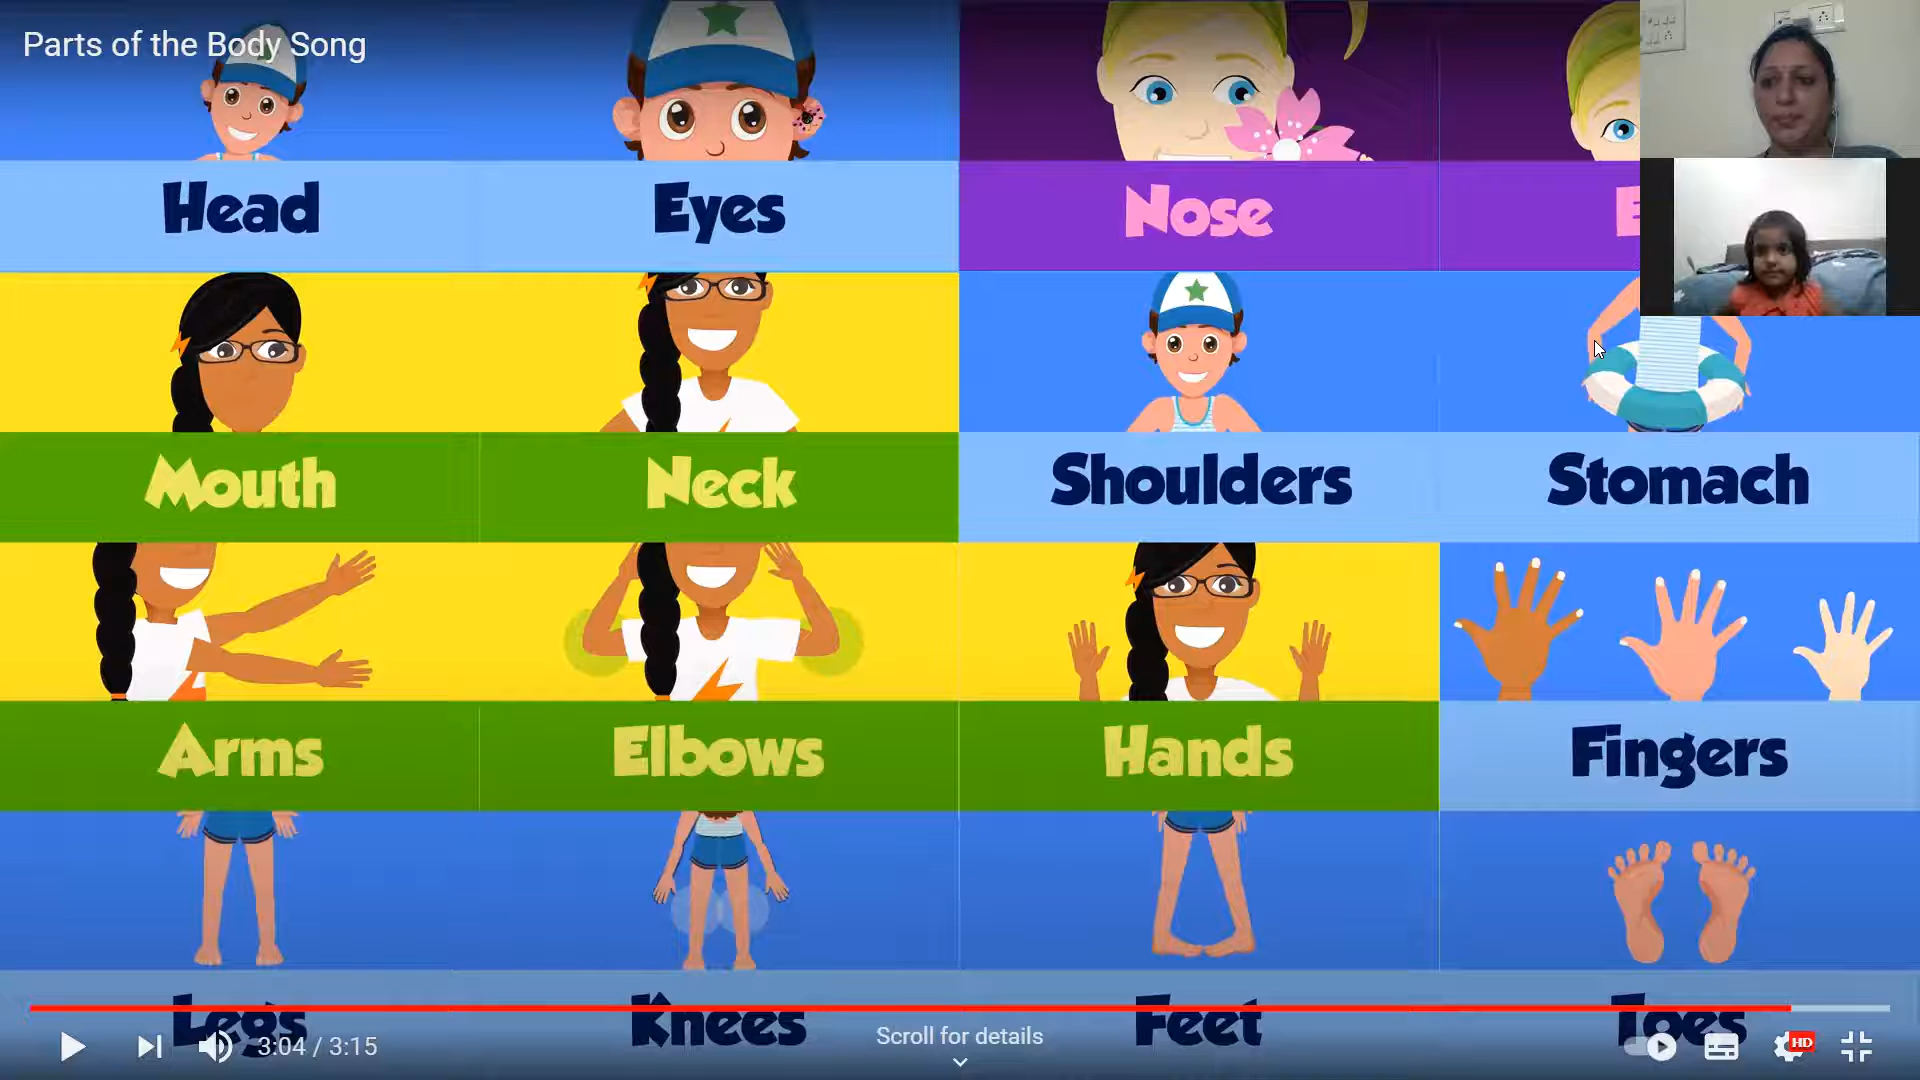 Parts of the Body Song
Head
Eyes
Nose
E
Mouth
Neck
Shoulders
Stomach
Arms
Elbows
Hands
Fingers
Legs
Knees
Feet
Toes
3:04 / 3:15
Scroll for details
HD